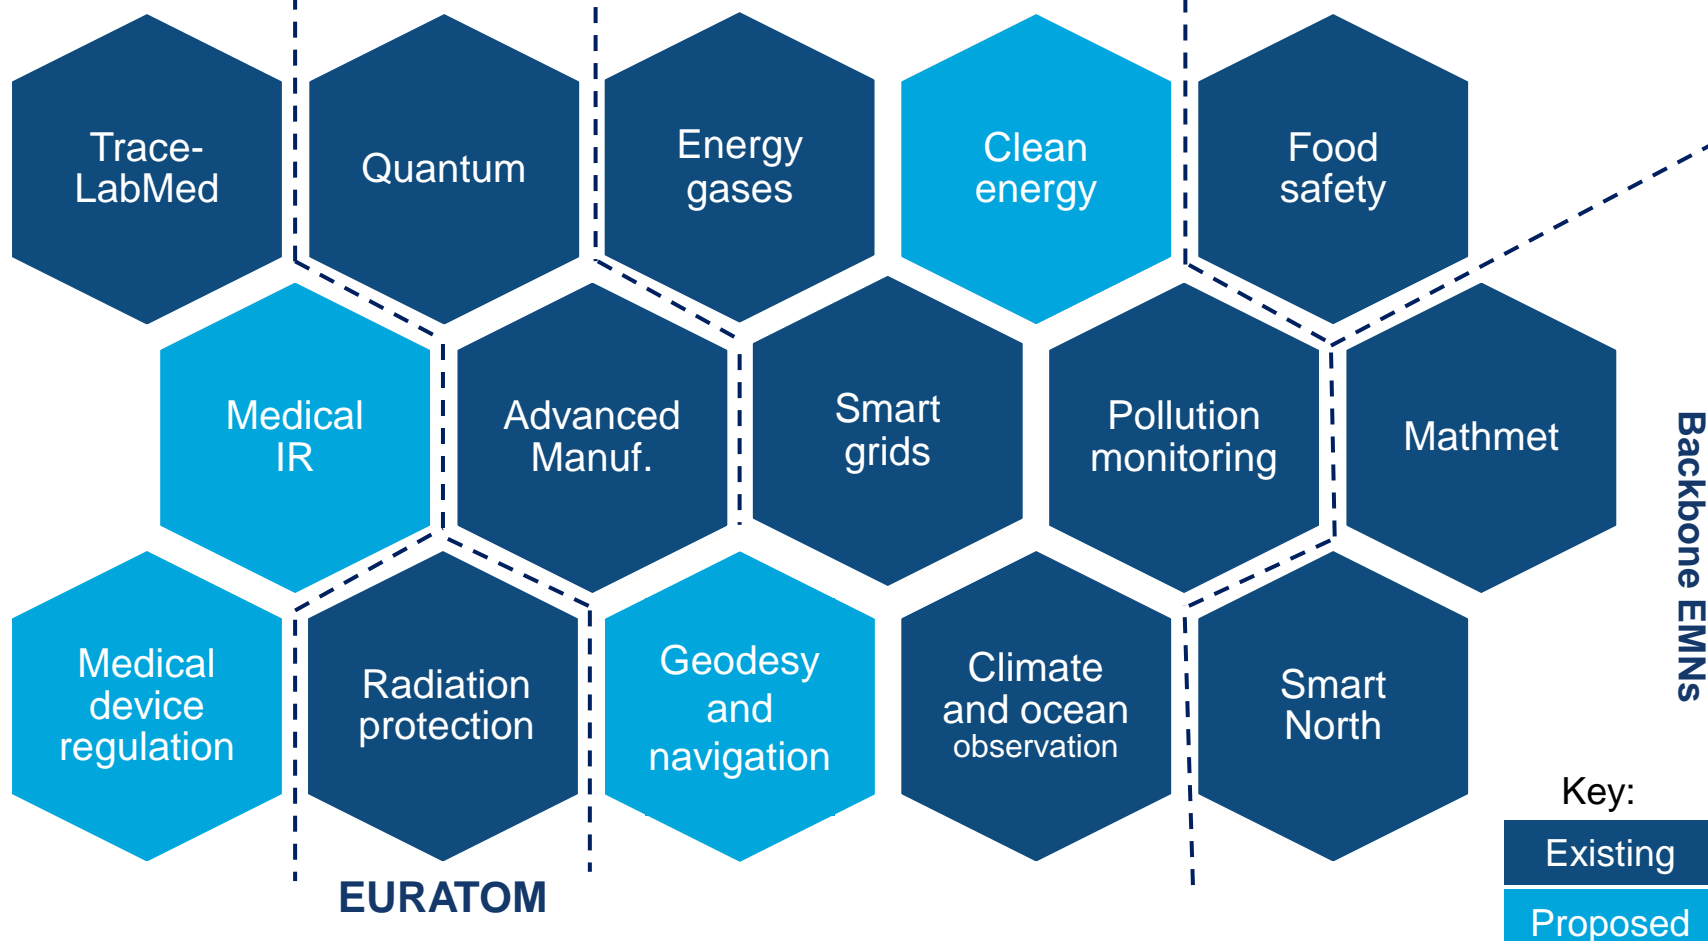 Trace-
LabMed
Quantum
Energy
gases
Clean
energy
Food
safety
Medical
IR
Advanced
Manuf.
Smart
grids
Pollution
monitoring
Mathmet
Medical
device
regulation
Radiation
protection
Geodesy
and
navigation
Climate
and ocean
observation
Smart
North
Backbone EMNs
EURATOM
Key:
Existing
Proposed